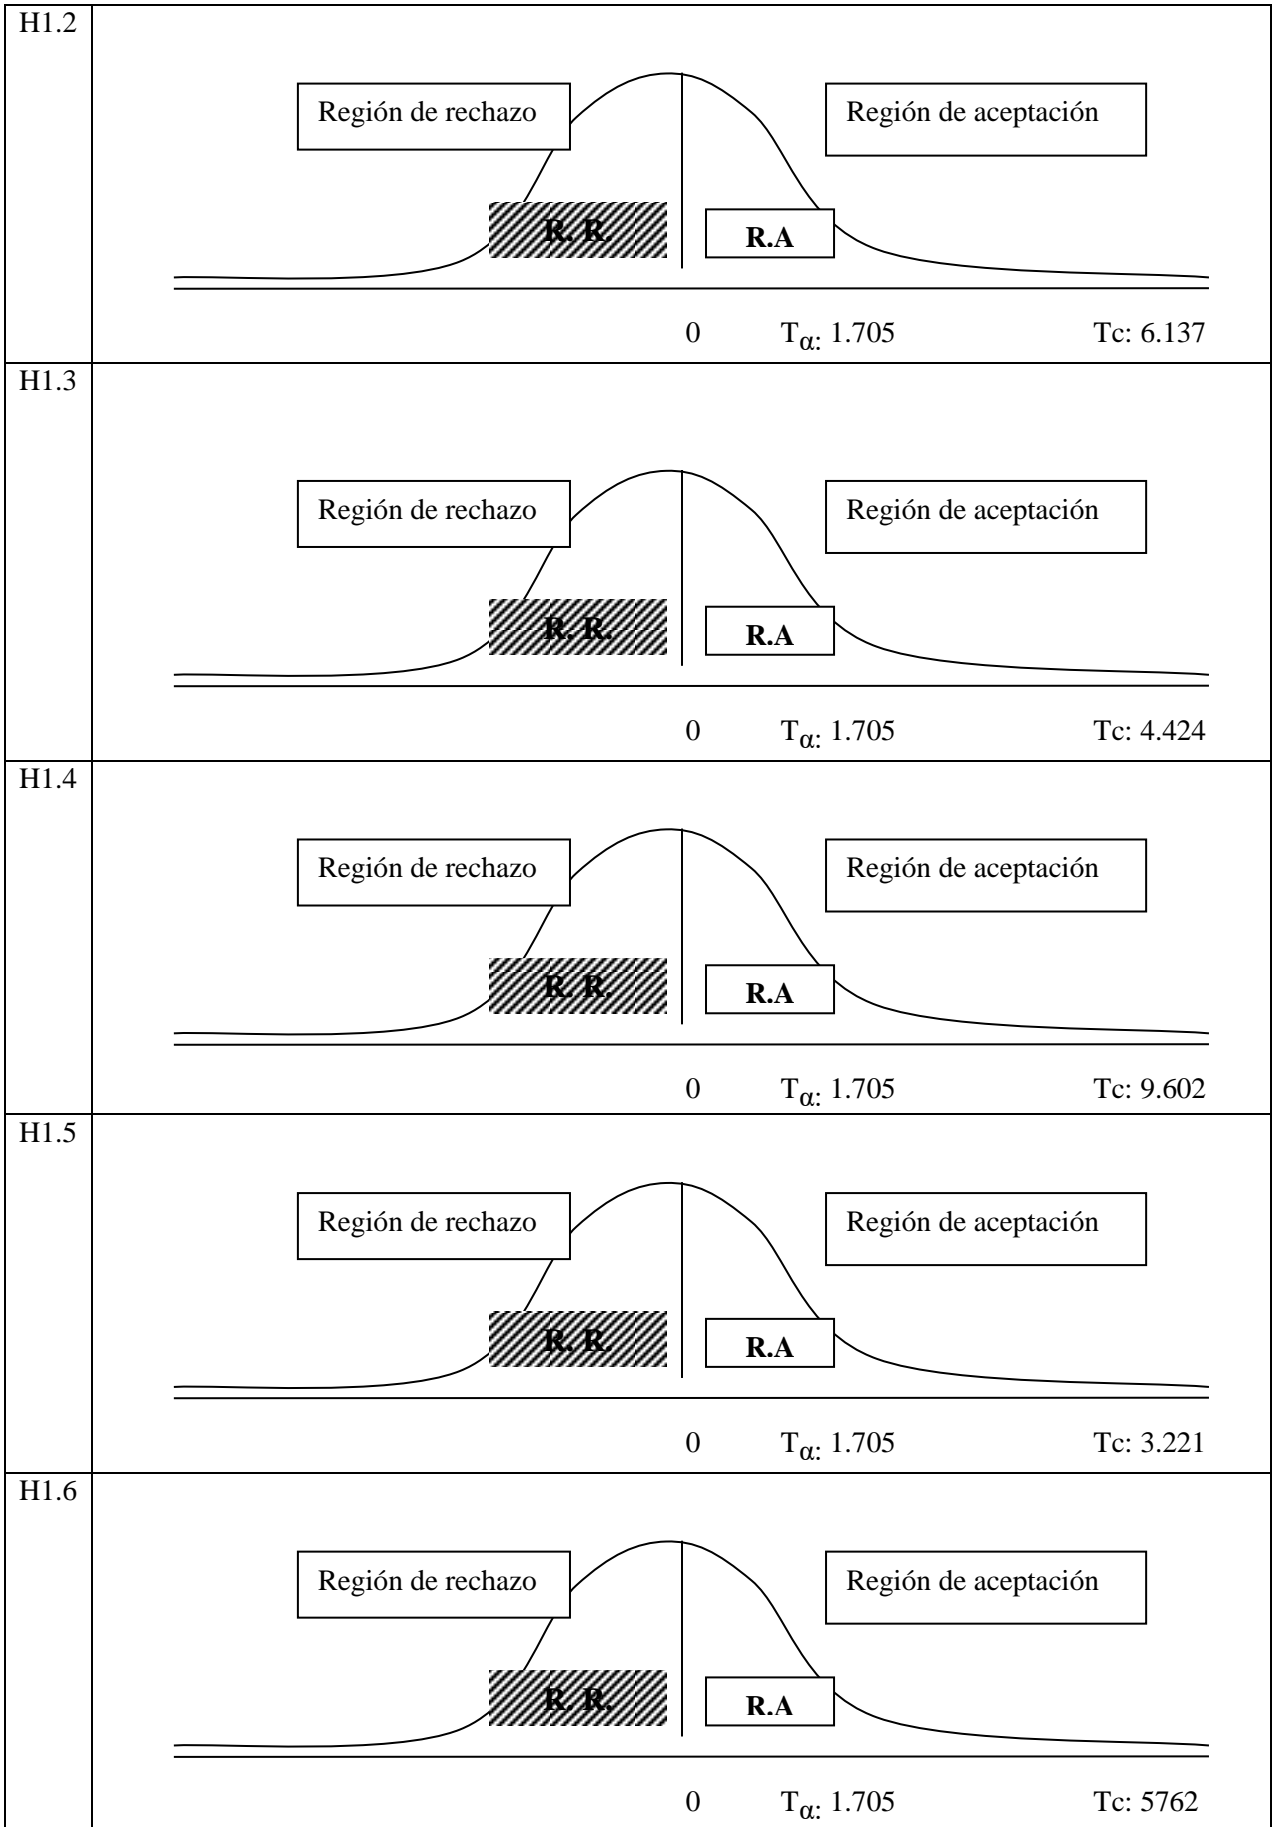 H1.2
Región de rechazo
Región de aceptación
R. R.
R.A
0 Tα: 1.705 Tc: 6.137
H1.3
Región de rechazo
Región de aceptación
R. R.
R.A
0 Tα: 1.705 Tc: 4.424
H1.4
Región de rechazo
Región de aceptación
R. R.
R.A
0 Tα: 1.705 Tc: 9.602
H1.5
Región de rechazo
Región de aceptación
R. R.
R.A
0 Tα: 1.705 Tc: 3.221
H1.6
Región de rechazo
Región de aceptación
R. R.
R.A
0 Tα: 1.705 Tc: 5762